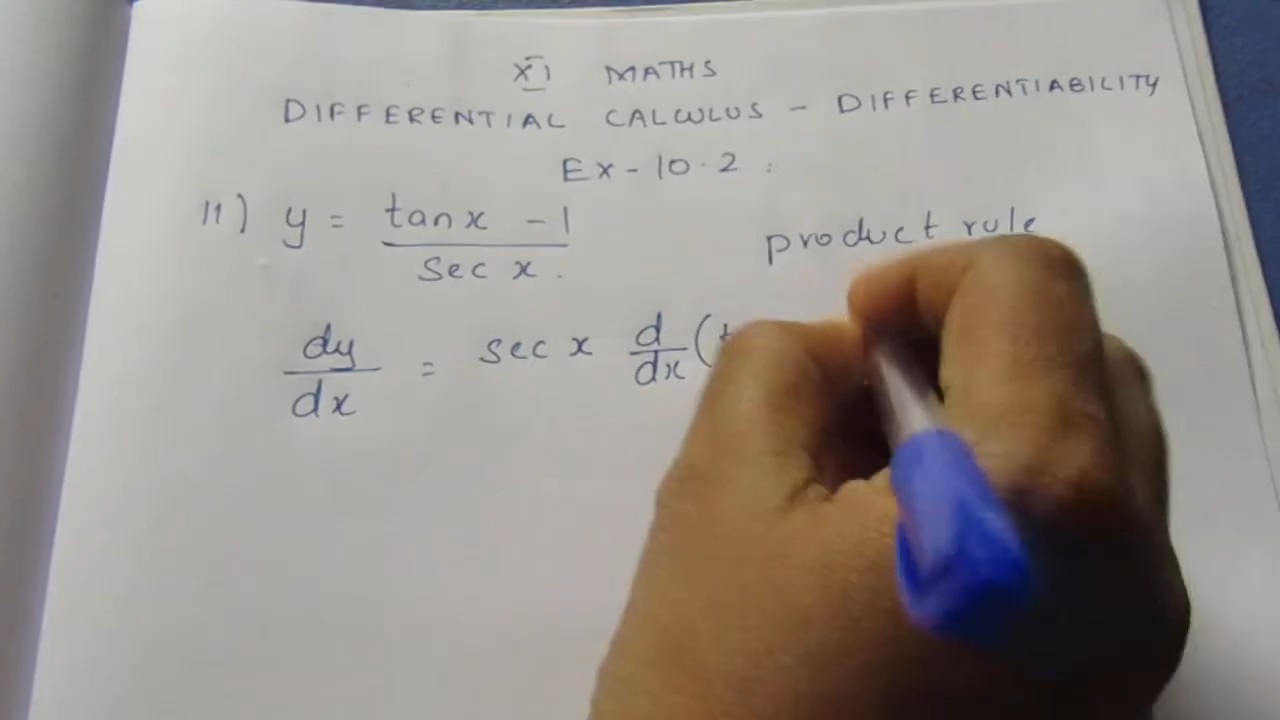 XI MATHS
DIFFERENTIAL CALCULUS - DIFFERENTIABILITY
Ex - 10.2 :
11) y = tan x - 1
sec x .
product rule
dy
dx
= sec x d
dx (t